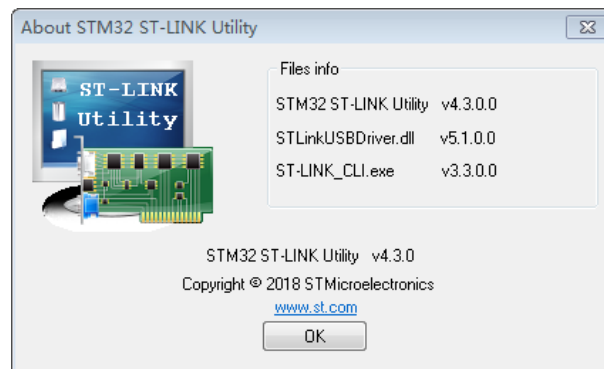 About STM32 ST-LINK Utility
ST-LINK
Utility
Files info
STM32 ST-LINK Utility v4.3.0.0
STLinkUSBDriver.dll v5.1.0.0
ST-LINK_CLI.exe v3.3.0.0
STM32 ST-LINK Utility v4.3.0
Copyright © 2018 STMicroelectronics
www.st.com
OK